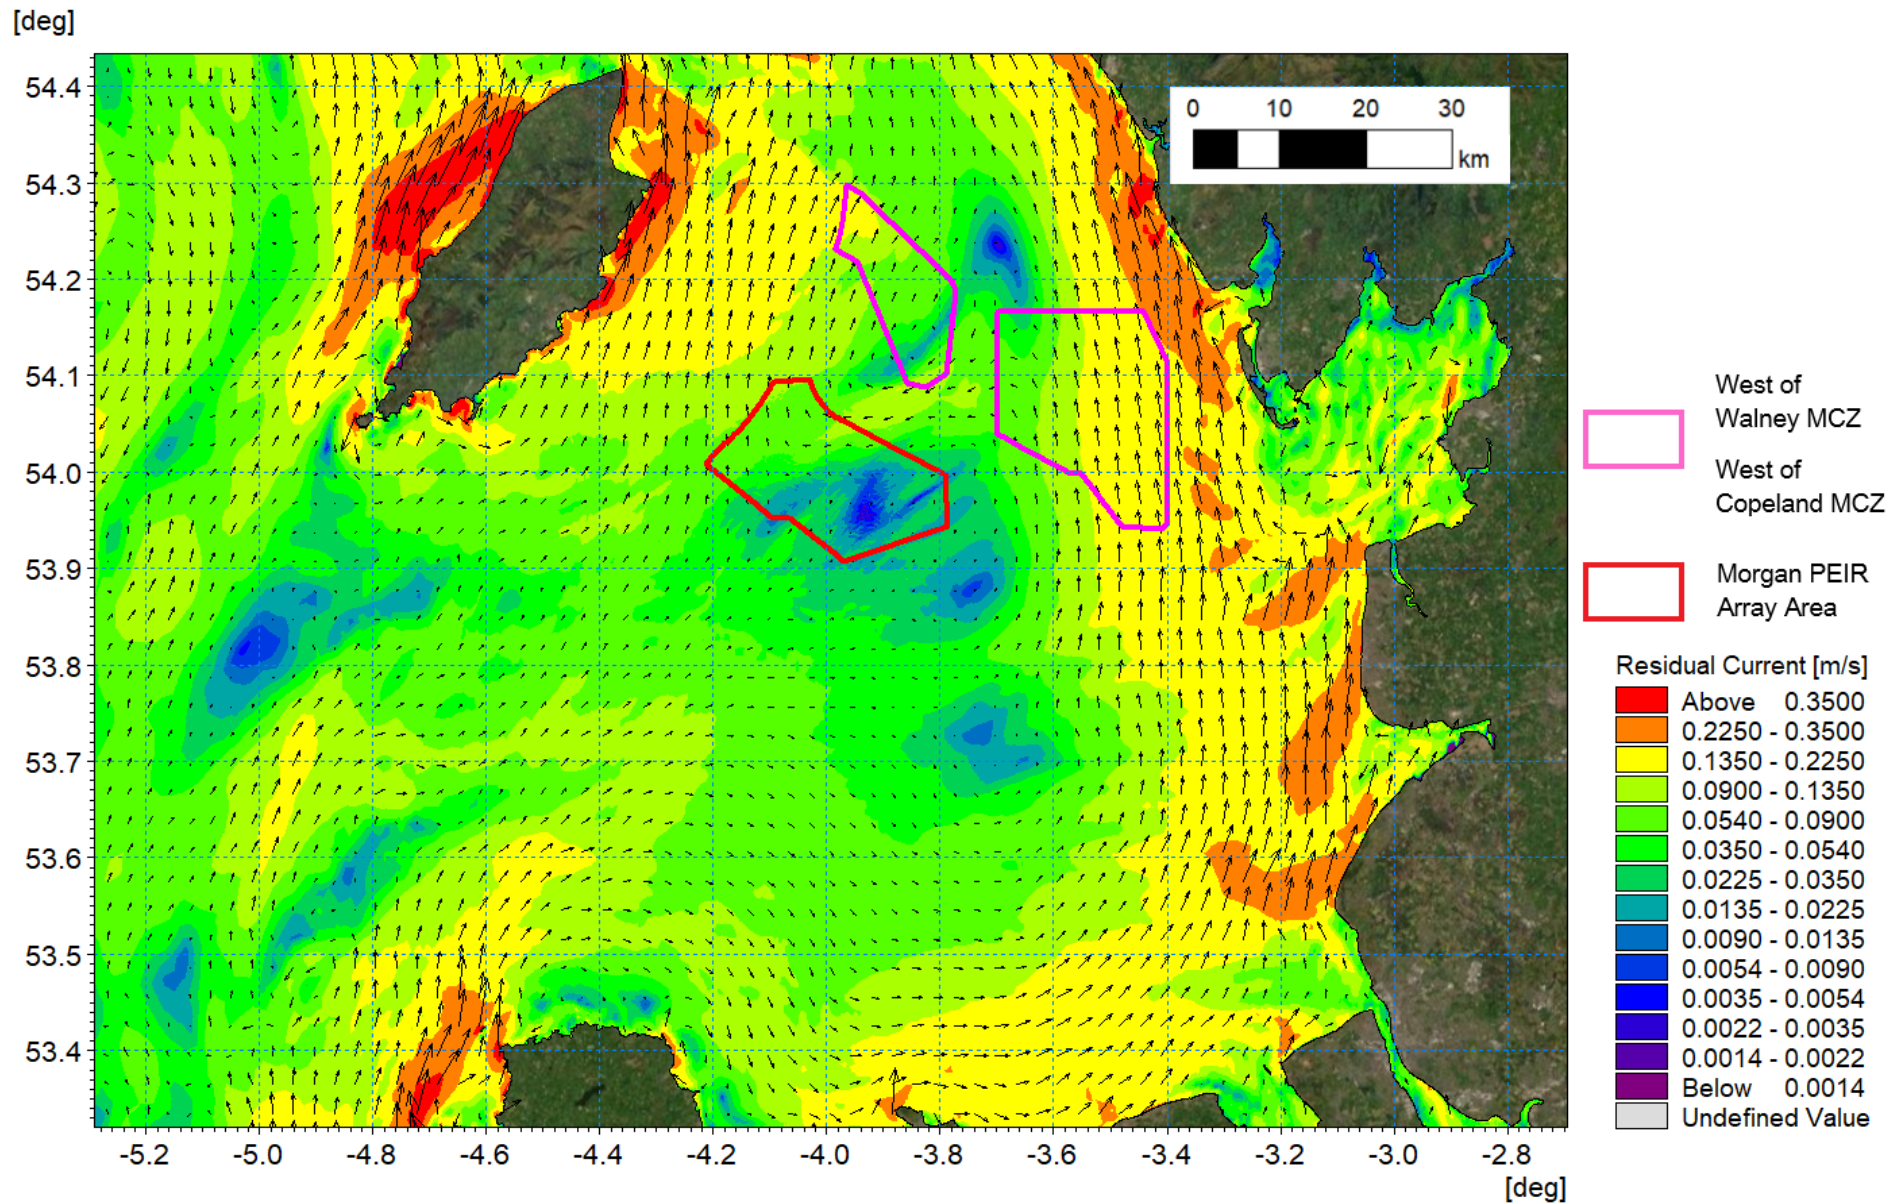 [deg]
54.4
54.3
54.2
54.1
54.0
53.9
53.8
53.7
53.6
53.5
53.4
-5.2 -5.0 -4.8 -4.6 -4.4 -4.2 -4.0 -3.8 -3.6 -3.4 -3.2 -3.0 -2.8
[deg]
0 10 20 30
km
West of
Walney MCZ
West of
Copeland MCZ
Morgan PEIR
Array Area
Residual Current [m/s]
Above 0.3500
0.2250 - 0.3500
0.1350 - 0.2250
0.0900 - 0.1350
0.0540 - 0.0900
0.0350 - 0.0540
0.0225 - 0.0350
0.0135 - 0.0225
0.0090 - 0.0135
0.0054 - 0.0090
0.0035 - 0.0054
0.0022 - 0.0035
0.0014 - 0.0022
Below 0.0014
Undefined Value